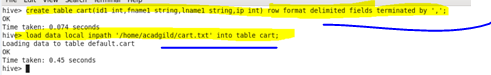 hive> create table cart(id1 int,fname1 string,lname1 string,ip int) row format delimited fields terminated by ',';
OK
Time taken: 0.074 seconds
hive> load data local inpath '/home/acadgild/cart.txt' into table cart;
Loading data to table default.cart
OK
Time taken: 0.45 seconds
hive>